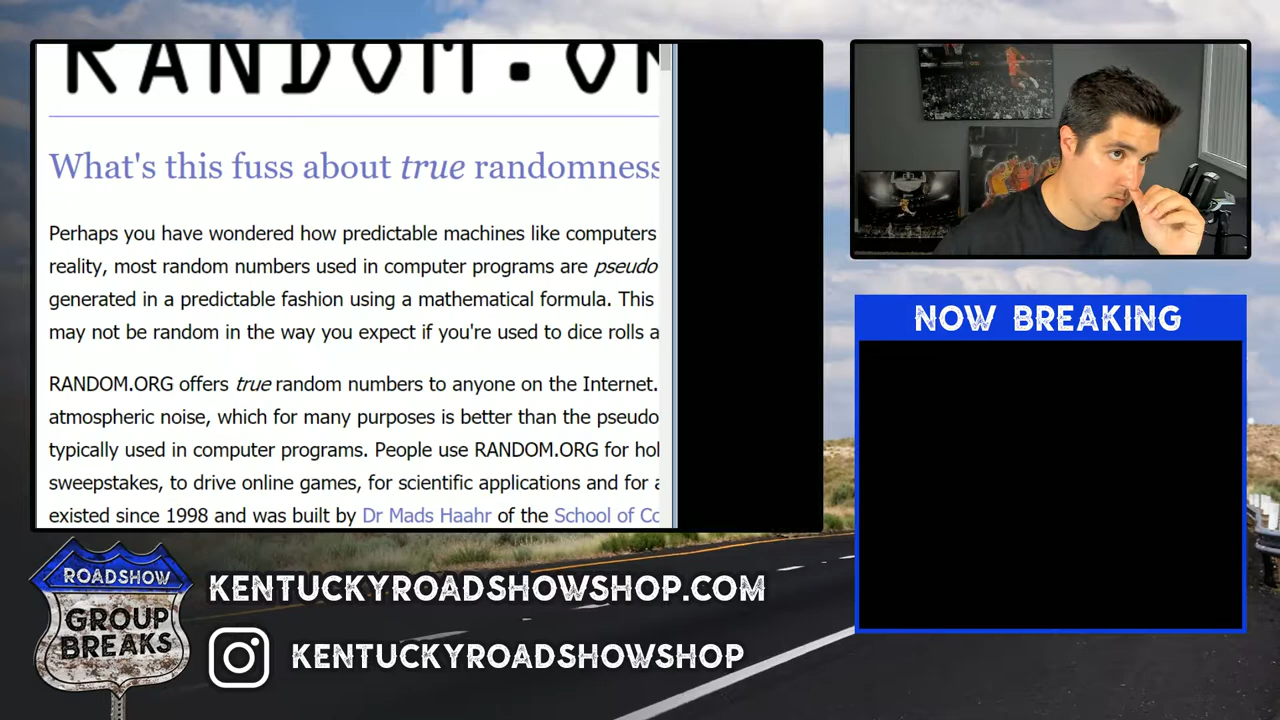 RANDOM.OR
What's this fuss about true randomness
Perhaps you have wondered how predictable machines like computers
reality, most random numbers used in computer programs are pseudo
generated in a predictable fashion using a mathematical formula. This
may not be random in the way you expect if you're used to dice rolls a
RANDOM.ORG offers true random numbers to anyone on the Internet.
atmospheric noise, which for many purposes is better than the pseudo
typically used in computer programs. People use RANDOM.ORG for hol
sweepstakes, to drive online games, for scientific applications and for a
existed since 1998 and was built by Dr Mads Haahr of the School of Co
NOW BREAKING
ROADSHOW
GROUP
BREAKS
KENTUCKYROADSHOWSHOP.COM
KENTUCKYROADSHOWSHOP